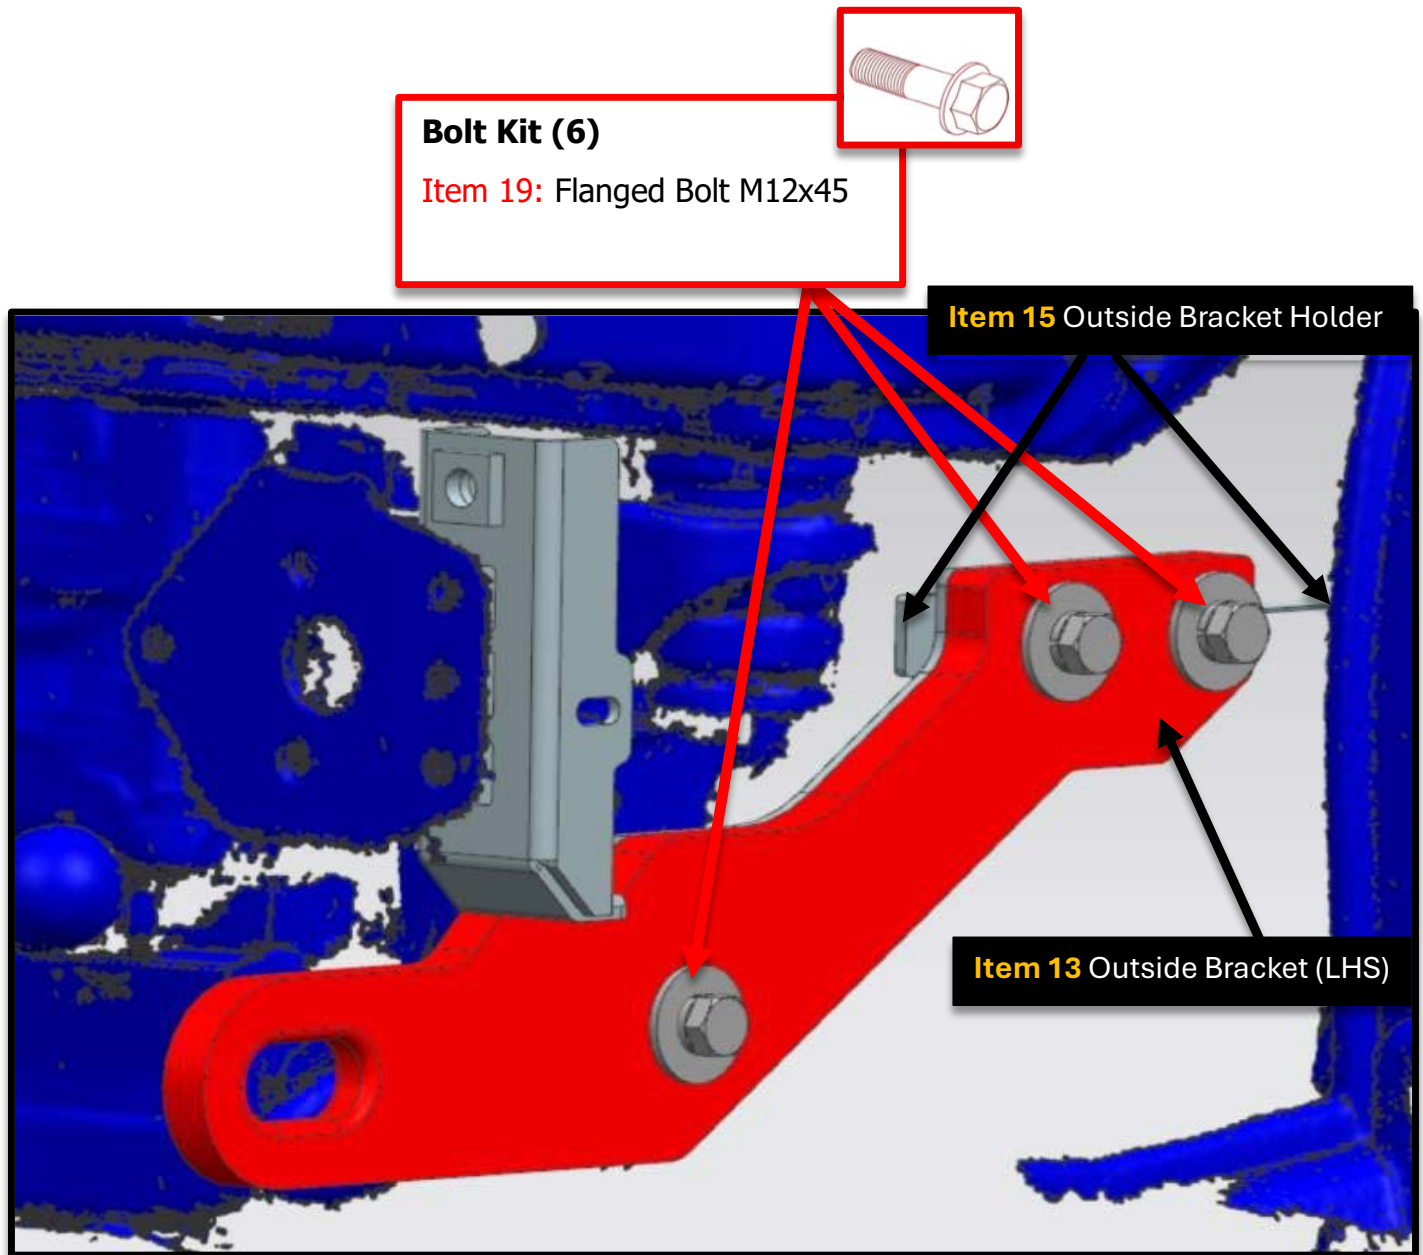 Bolt Kit (6)
Item 19: Flanged Bolt M12x45
Item 15 Outside Bracket Holder
Item 13 Outside Bracket (LHS)